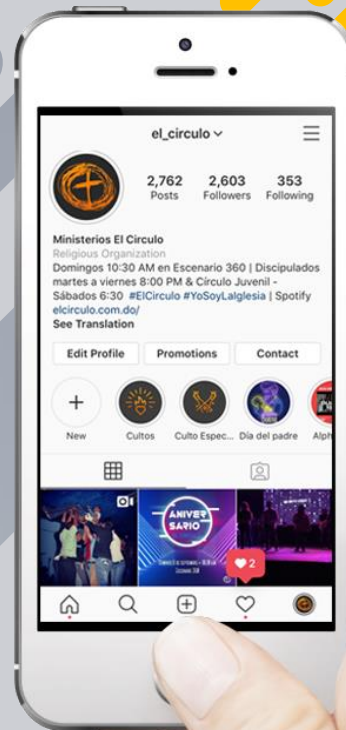 el_circulo
2,762 2,603 353
Posts Followers Following
Ministerios El Circulo
Religious Organization
Domingos 10:30 AM en Escenario 360 | Discipulados
martes a viernes 8:00 PM & Círculo Juvenil -
Sábados 6:30 #ElCirculo #YoSoyLaIglesia | Spotify
elcirculo.com.do/
See Translation
Edit Profile Promotions Contact
New Cultos Culto Espec... Día del padre Alph
ANIVER
SARIO
2